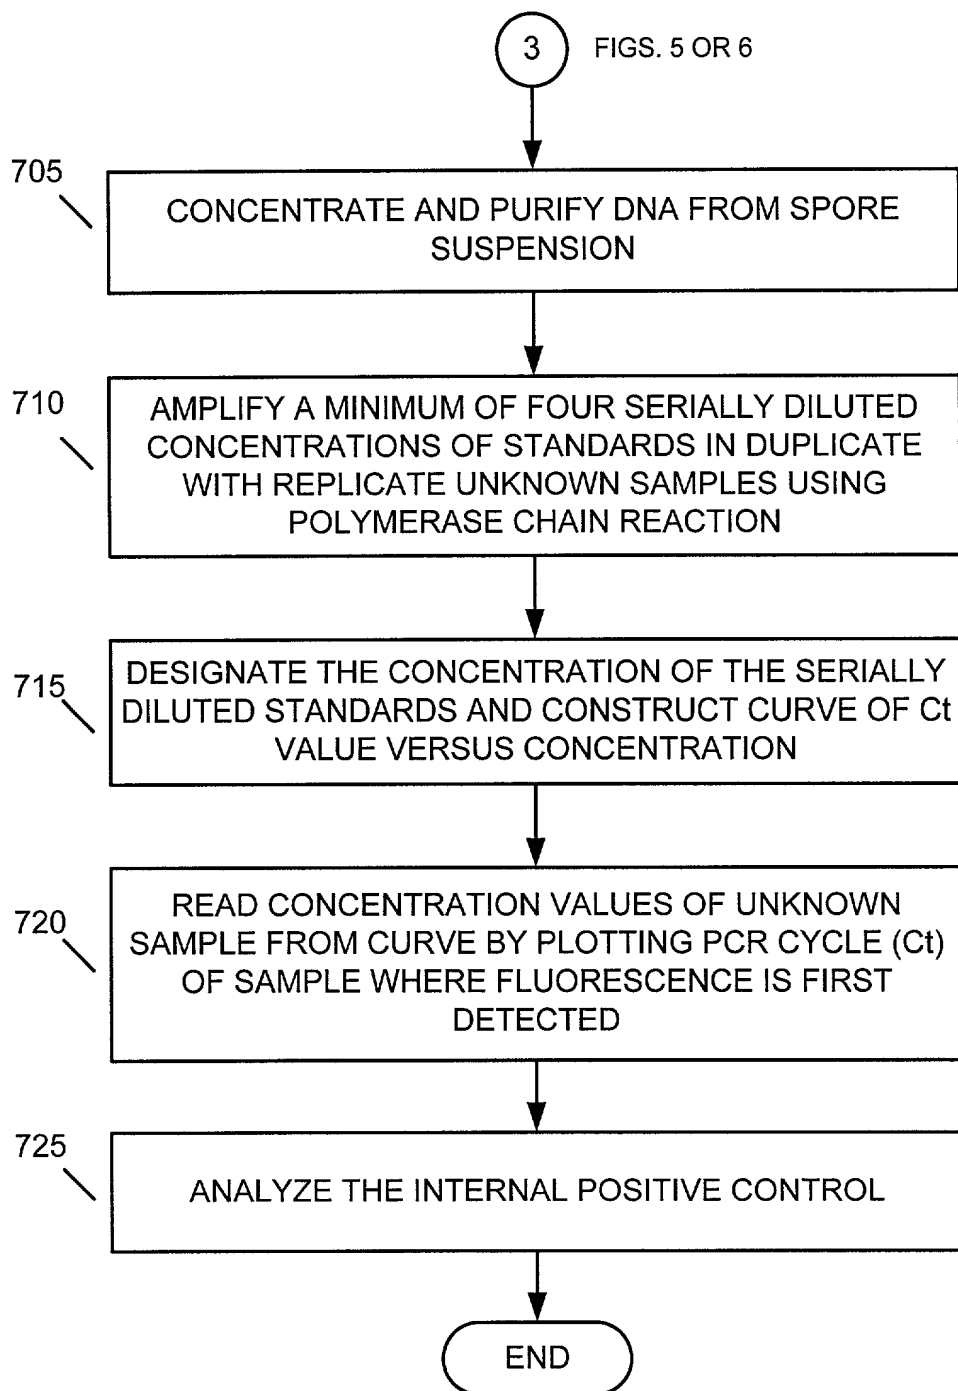 3
FIGS. 5 OR 6
705
CONCENTRATE AND PURIFY DNA FROM SPORE
SUSPENSION
710
AMPLIFY A MINIMUM OF FOUR SERIALLY DILUTED
CONCENTRATIONS OF STANDARDS IN DUPLICATE
WITH REPLICATE UNKNOWN SAMPLES USING
POLYMERASE CHAIN REACTION
715
DESIGNATE THE CONCENTRATION OF THE SERIALLY
DILUTED STANDARDS AND CONSTRUCT CURVE OF Ct
VALUE VERSUS CONCENTRATION
720
READ CONCENTRATION VALUES OF UNKNOWN
SAMPLE FROM CURVE BY PLOTTING PCR CYCLE (Ct)
OF SAMPLE WHERE FLUORESCENCE IS FIRST
DETECTED
725
ANALYZE THE INTERNAL POSITIVE CONTROL
END